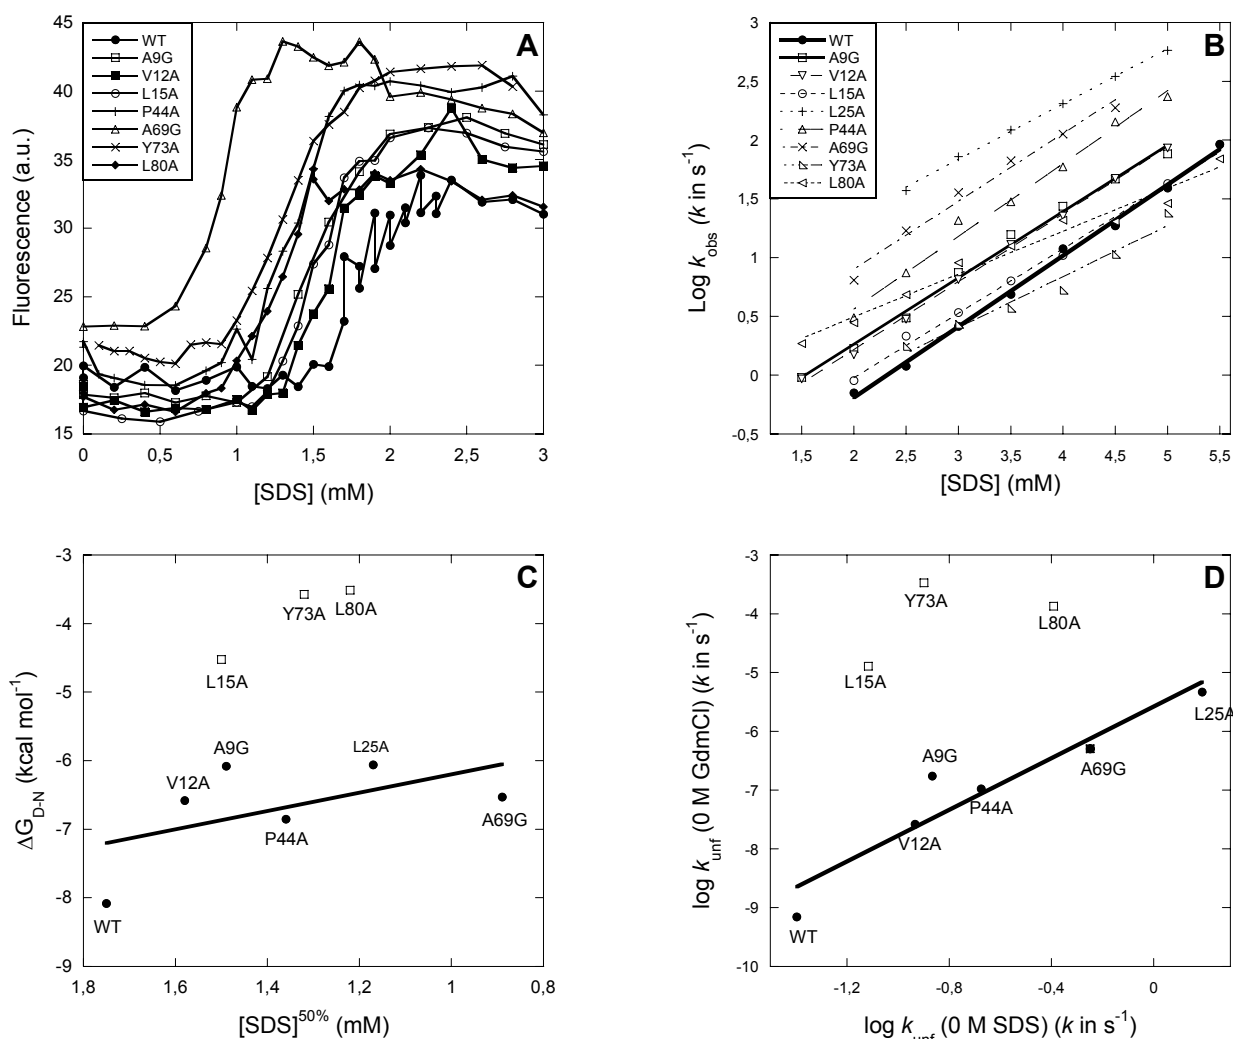 A
45
40
35
30
25
20
15
Fluorescence (a.u.)
WT
A9G
V12A
L15A
P44A
A69G
Y73A
L80A
0
0,5
1
1,5
2
2,5
3
[SDS] (mM)
B
3
2,5
2
1,5
1
0,5
0
-0,5
Log k_obs (k in s⁻¹)
WT
A9G
V12A
L15A
L25A
P44A
A69G
Y73A
L80A
1,5
2
2,5
3
3,5
4
4,5
5
5,5
[SDS] (mM)
C
-3
-4
-5
-6
-7
-8
-9
ΔG_D-N (kcal mol⁻¹)
Y73A
L80A
L15A
A9G
L25A
V12A
P44A
A69G
WT
1,8
1,6
1,4
1,2
1
0,8
[SDS]⁵⁰% (mM)
D
-3
-4
-5
-6
-7
-8
-9
-10
log k_unf (0 M GdmCl) (k in s⁻¹)
Y73A
L80A
L15A
L25A
A9G
A69G
P44A
V12A
WT
-1,2
-0,8
-0,4
0
log k_unf (0 M SDS) (k in s⁻¹)